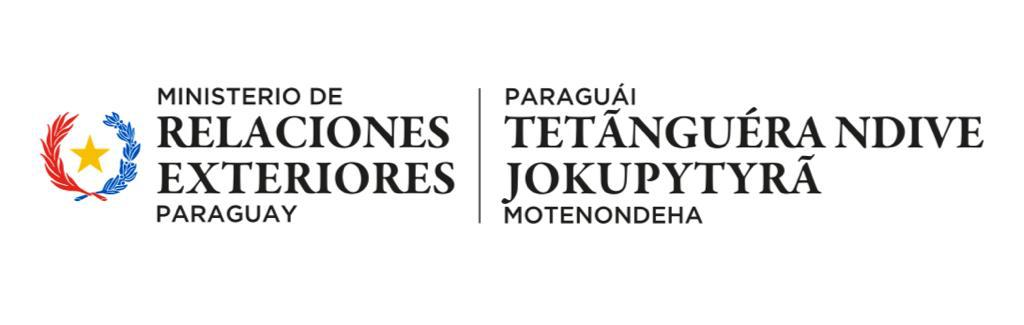 MINISTERIO DE
RELACIONES
EXTERIORES
PARAGUAY
PARAGUÁI
TETÃNGUÉRA NDIVE
JOKUPYTYRÃ
MOTENONDEHA